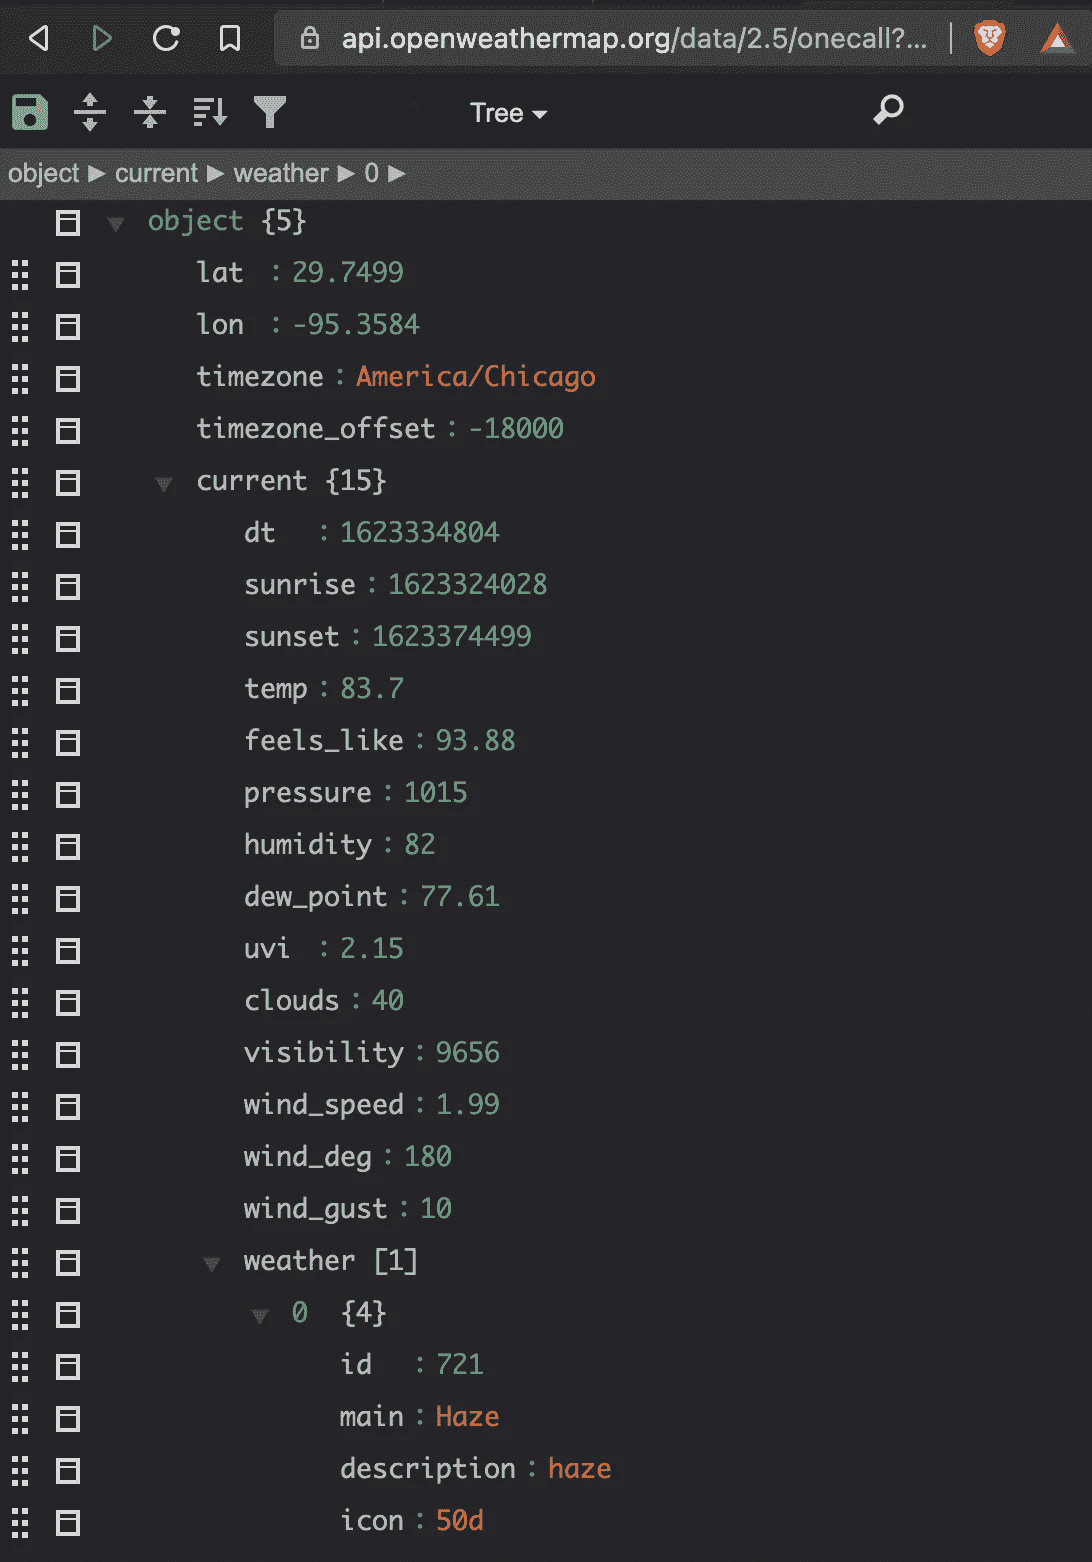 api.openweathermap.org/data/2.5/onecall?...
Tree
object ► current ► weather ► 0 ►
object {5}
lat : 29.7499
lon : -95.3584
timezone : America/Chicago
timezone_offset : -18000
current {15}
dt : 1623334804
sunrise : 1623324028
sunset : 1623374499
temp : 83.7
feels_like : 93.88
pressure : 1015
humidity : 82
dew_point : 77.61
uvi : 2.15
clouds : 40
visibility : 9656
wind_speed : 1.99
wind_deg : 180
wind_gust : 10
weather [1]
0 {4}
id : 721
main : Haze
description : haze
icon : 50d